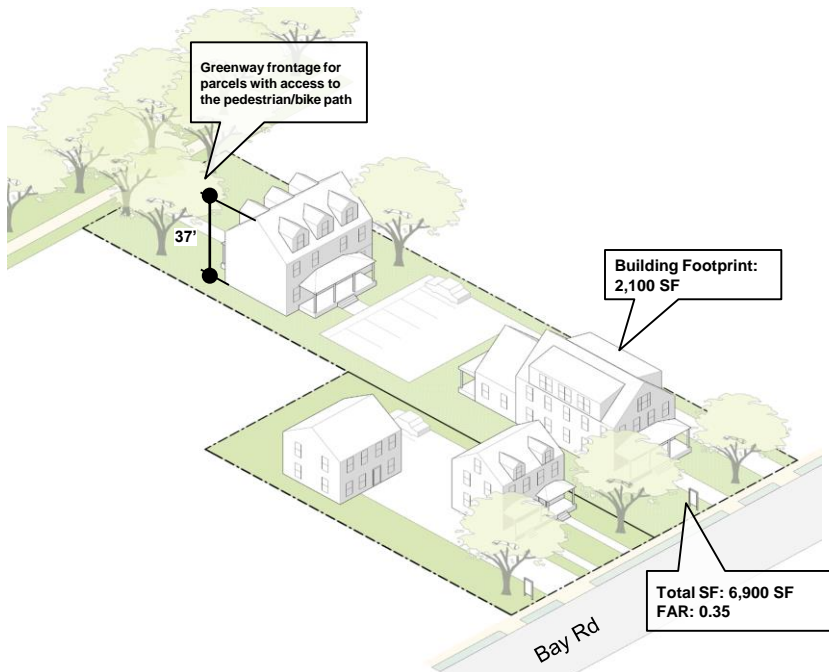 Greenway frontage for
parcels with access to
the pedestrian/bike path
37’
Building Footprint:
2,100 SF
Total SF: 6,900 SF
FAR: 0.35
Bay Rd